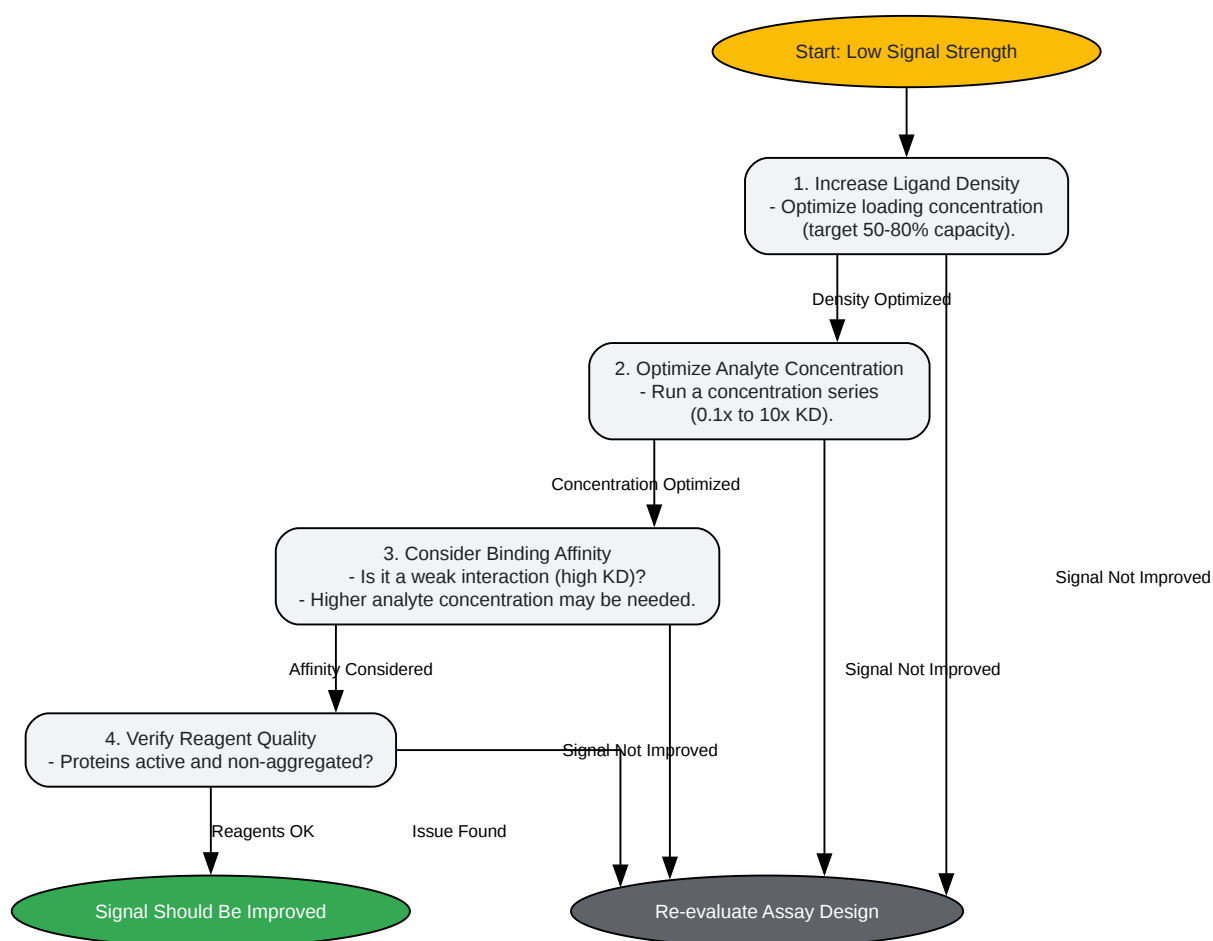 Start: Low Signal Strength
1. Increase Ligand Density
- Optimize loading concentration
(target 50-80% capacity).
Density Optimized
2. Optimize Analyte Concentration
- Run a concentration series
(0.1x to 10x KD).
Concentration Optimized
3. Consider Binding Affinity
- Is it a weak interaction (high KD)?
- Higher analyte concentration may be needed.
Signal Not Improved
Affinity Considered
Signal Not Improved
4. Verify Reagent Quality
- Proteins active and non-aggregated?
Signal Not Improved
Reagents OK
Issue Found
Signal Should Be Improved
Re-evaluate Assay Design